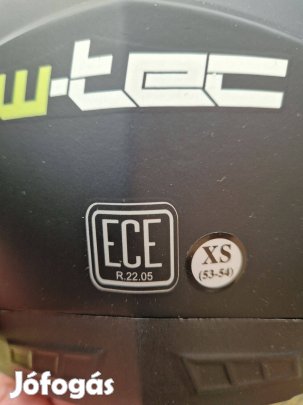 w-tec
ECE
R.22.05
XS
(53-54)
Jófogás